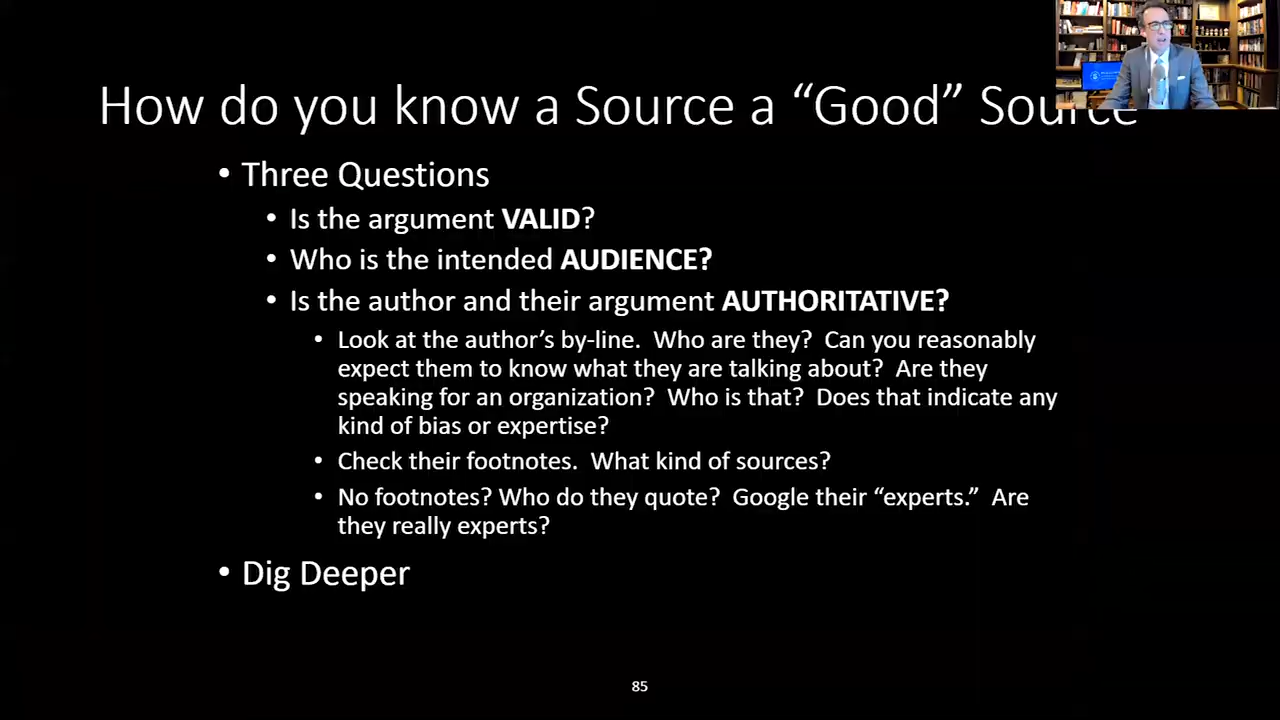 How do you know a Source a “Good” Source
• Three Questions
• Is the argument VALID?
• Who is the intended AUDIENCE?
• Is the author and their argument AUTHORITATIVE?
• Look at the author’s by-line. Who are they? Can you reasonably
expect them to know what they are talking about? Are they
speaking for an organization? Who is that? Does that indicate any
kind of bias or expertise?
• Check their footnotes. What kind of sources?
• No footnotes? Who do they quote? Google their “experts.” Are
they really experts?
• Dig Deeper
85